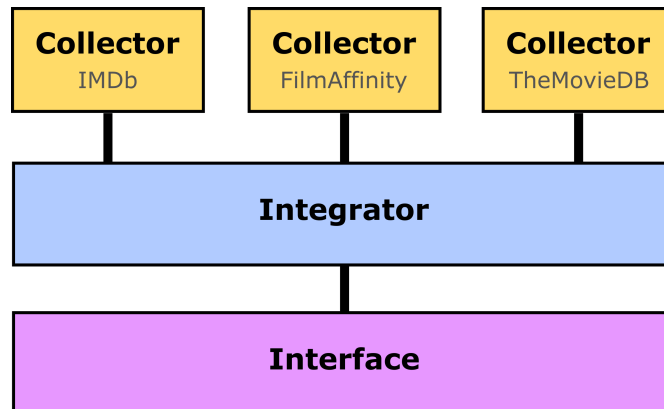 Collector
IMDb
Collector
FilmAffinity
Collector
TheMovieDB
Integrator
Interface